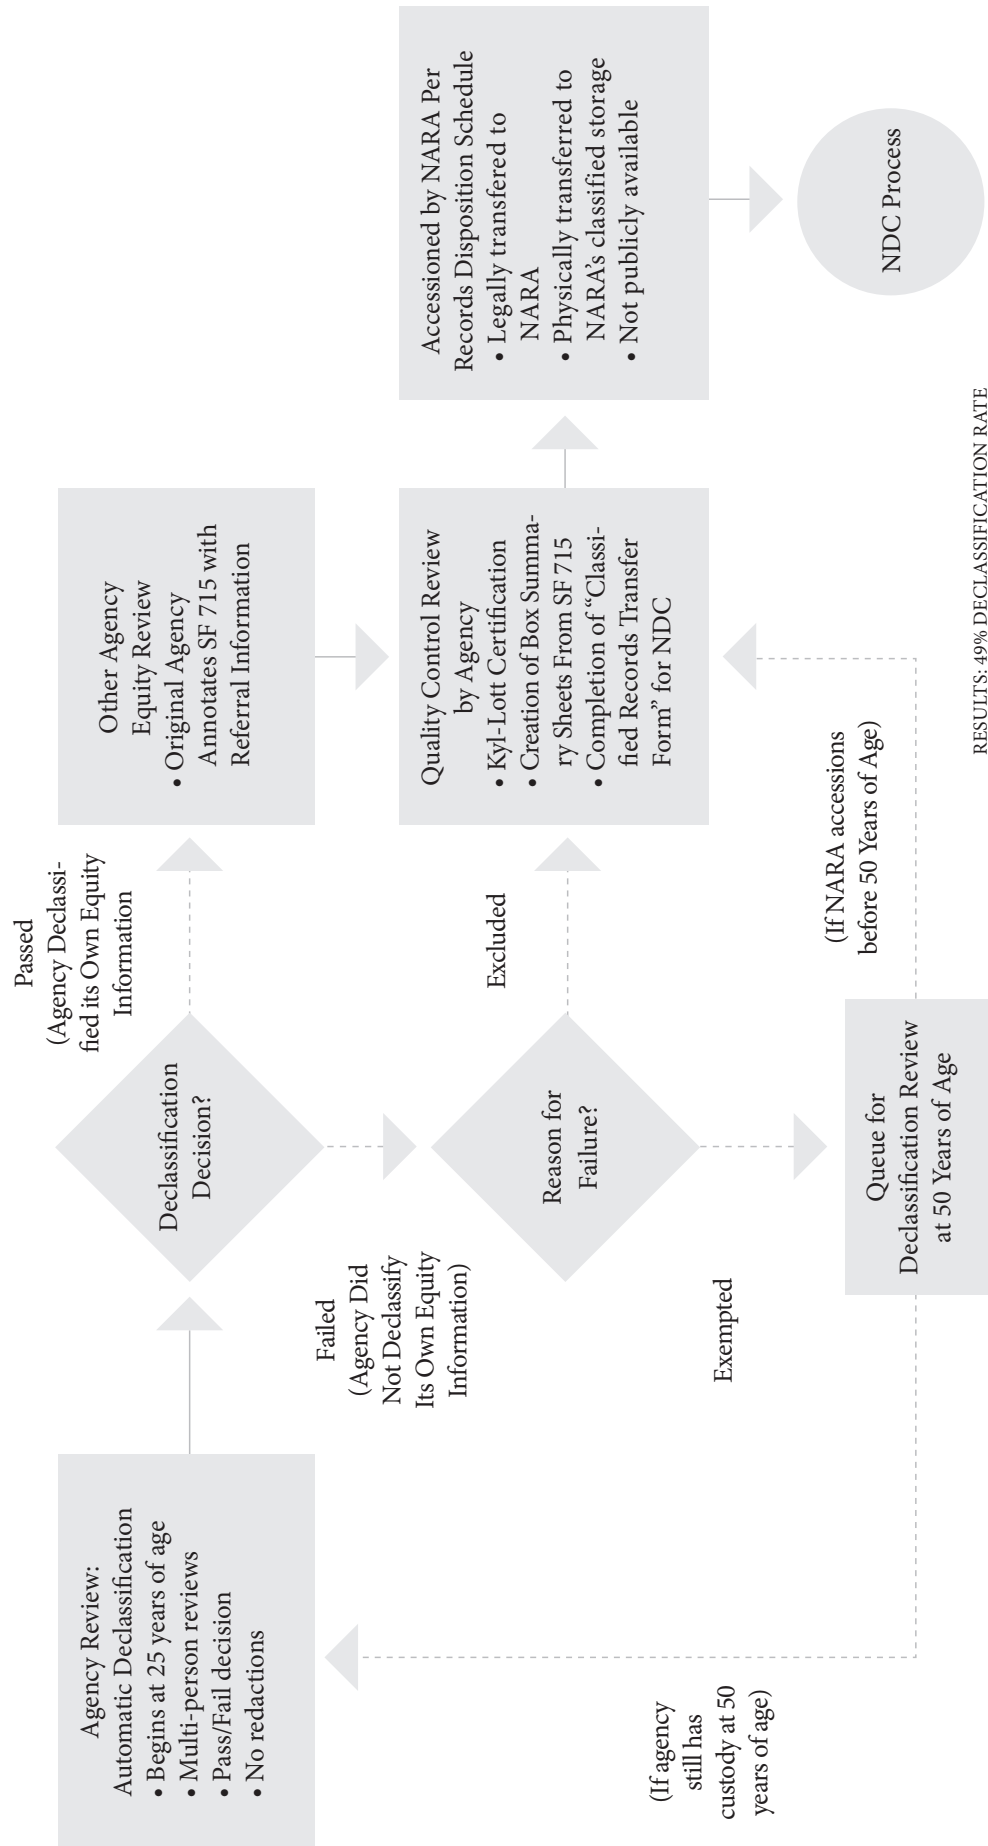 Agency Review:
Automatic Declassification
• Begins at 25 years of age
• Multi-person reviews
• Pass/Fail decision
• No redactions
Declassification
Decision?
Passed
(Agency Declassi-
fied its Own Equity
Information
Other Agency
Equity Review
• Original Agency
Annotates SF 715 with
Referral Information
Failed
(Agency Did
Not Declassify
Its Own Equity
Information)
Reason for
Failure?
Excluded
Quality Control Review
by Agency
• Kyl-Lott Certification
• Creation of Box Summa-
ry Sheets From SF 715
• Completion of “Classi-
fied Records Transfer
Form” for NDC
Accessioned by NARA Per
Records Disposition Schedule
• Legally transferred to
NARA
• Physically transferred to
NARA’s classified storage
• Not publicly available
Exempted
(If agency
still has
custody at 50
years of age)
Queue for
Declassification Review
at 50 Years of Age
(If NARA accessions
before 50 Years of Age)
NDC Process
RESULTS: 49% DECLASSIFICATION RATE